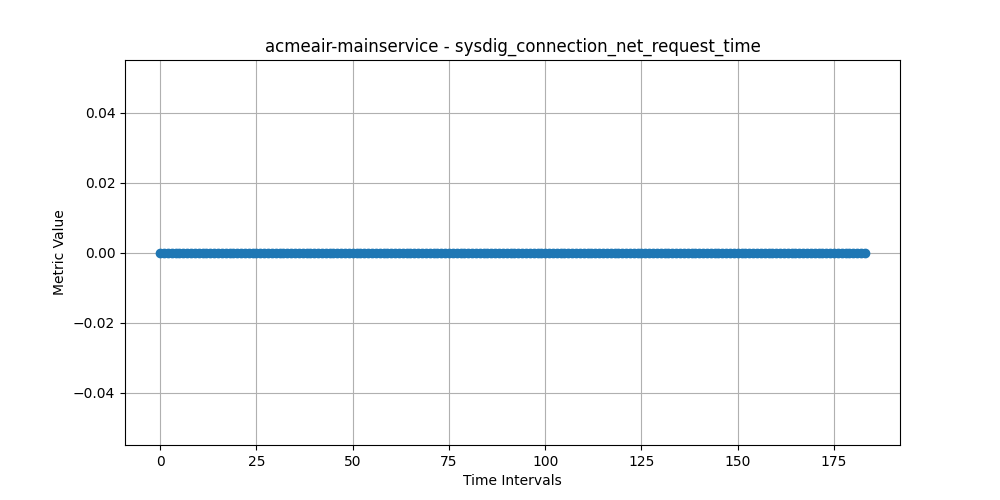 acmeair-mainservice - sysdig_connection_net_request_time
Metric Value
0.04
0.02
0.00
−0.02
−0.04
0 25 50 75 100 125 150 175
Time Intervals